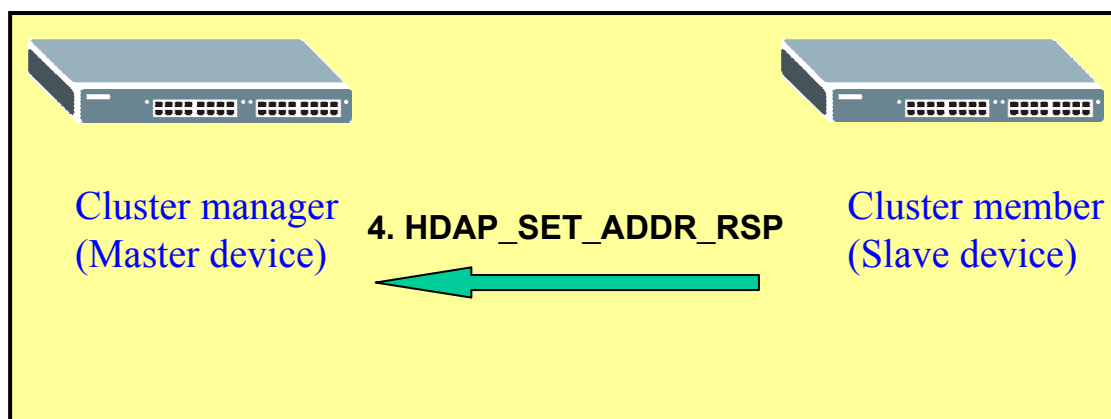 Cluster manager
(Master device)
4. HDAP_SET_ADDR_RSP
Cluster member
(Slave device)